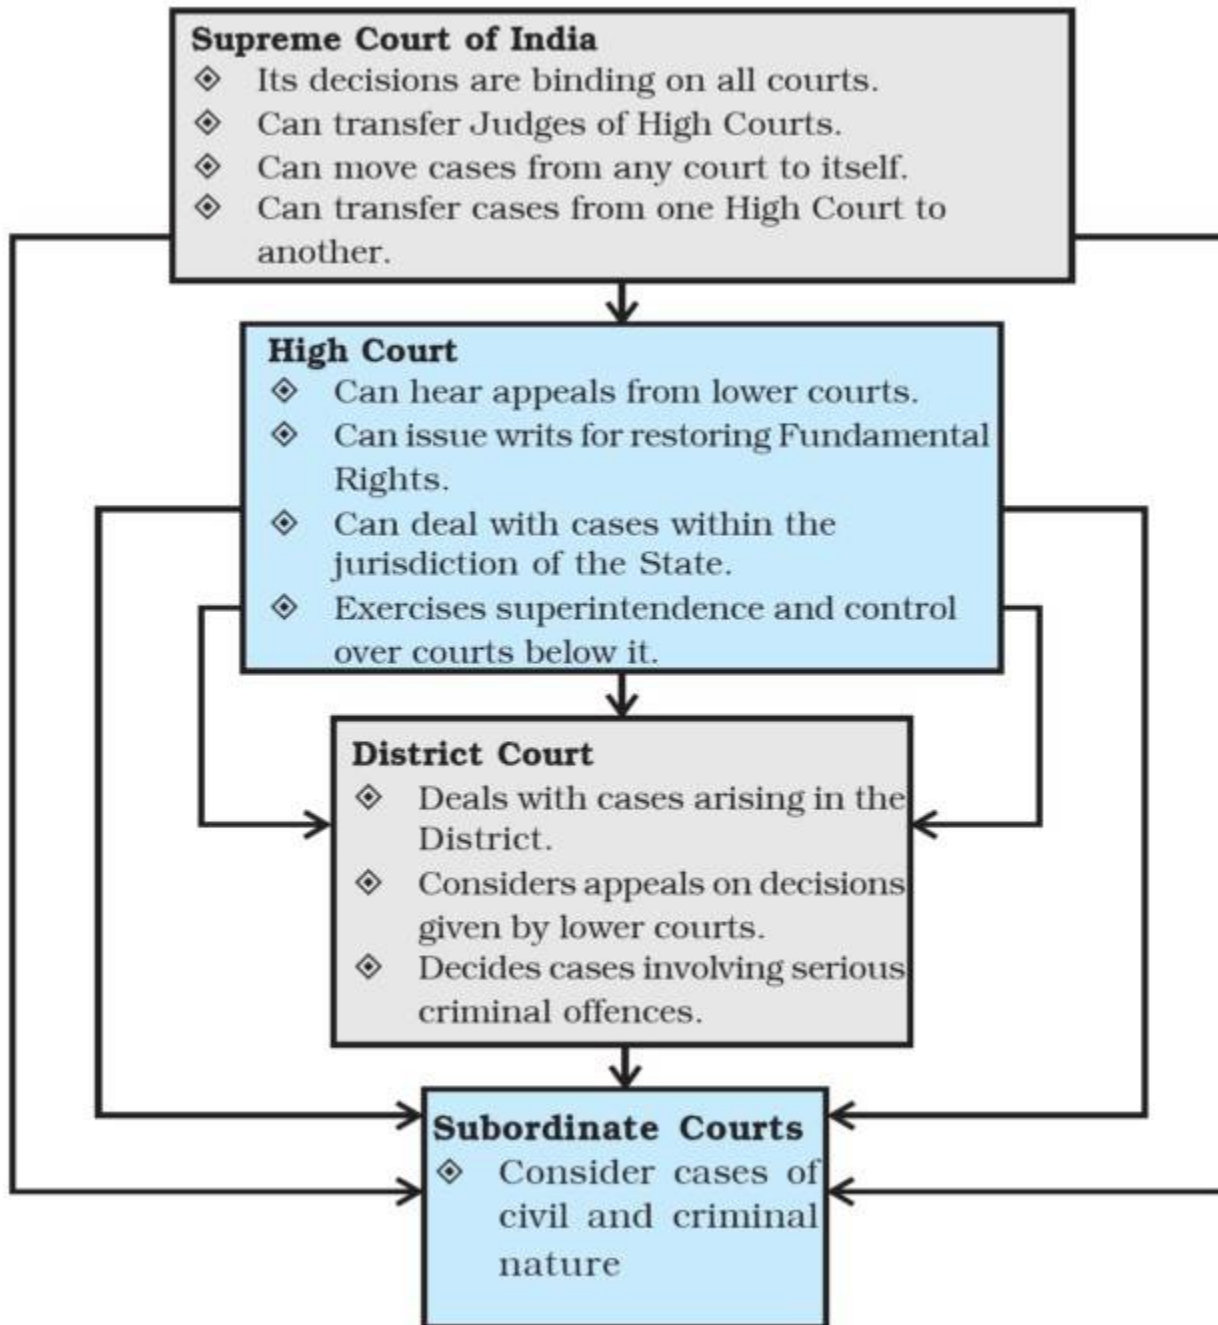 Supreme Court of India
◈ Its decisions are binding on all courts.
◈ Can transfer Judges of High Courts.
◈ Can move cases from any court to itself.
◈ Can transfer cases from one High Court to
another.
High Court
◈ Can hear appeals from lower courts.
◈ Can issue writs for restoring Fundamental
Rights.
◈ Can deal with cases within the
jurisdiction of the State.
◈ Exercises superintendence and control
over courts below it.
District Court
◈ Deals with cases arising in the
District.
◈ Considers appeals on decisions
given by lower courts.
◈ Decides cases involving serious
criminal offences.
Subordinate Courts
◈ Consider cases of
civil and criminal
nature